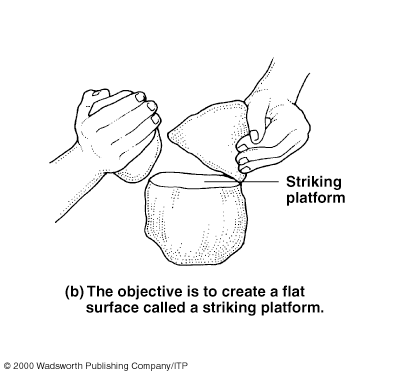 Striking
platform
(b) The objective is to create a flat
surface called a striking platform.
© 2000 Wadsworth Publishing Company/ITP